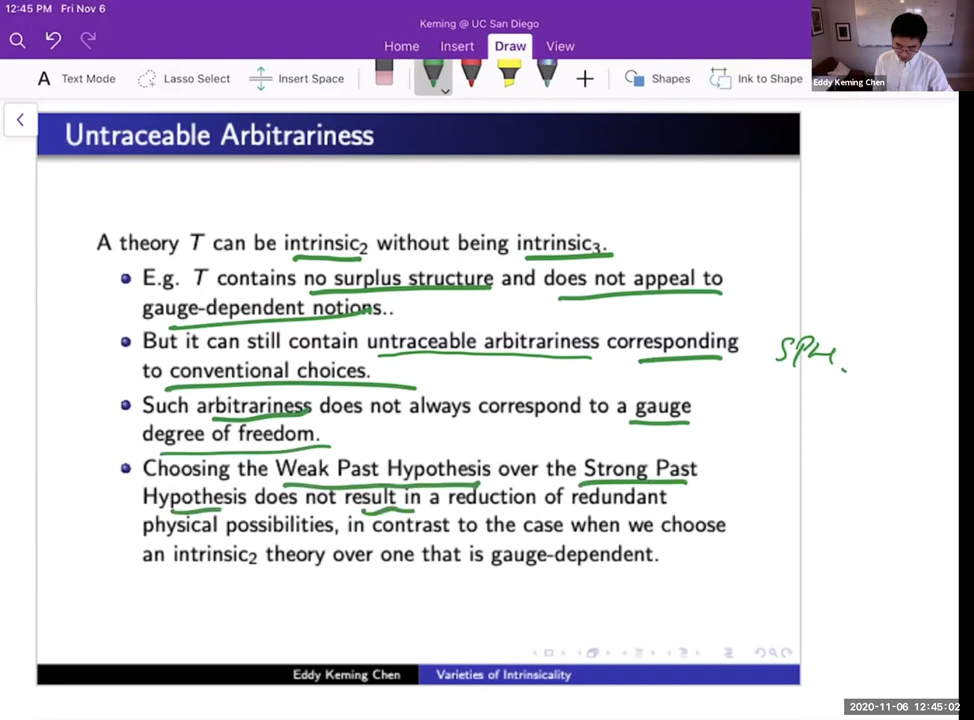 12:45 PM Fri Nov 6
Keming @ UC San Diego
Home Insert Draw View
A Text Mode Lasso Select Insert Space Shapes Ink to Shape
Eddy Keming Chen
Untraceable Arbitrariness
A theory T can be intrinsic₂ without being intrinsic₃.
E.g. T contains no surplus structure and does not appeal to
gauge-dependent notions..
But it can still contain untraceable arbitrariness corresponding
to conventional choices.
SPH.
Such arbitrariness does not always correspond to a gauge
degree of freedom.
Choosing the Weak Past Hypothesis over the Strong Past
Hypothesis does not result in a reduction of redundant
physical possibilities, in contrast to the case when we choose
an intrinsic₂ theory over one that is gauge-dependent.
Eddy Keming Chen Varieties of Intrinsicality
2020-11-06 12:45:02